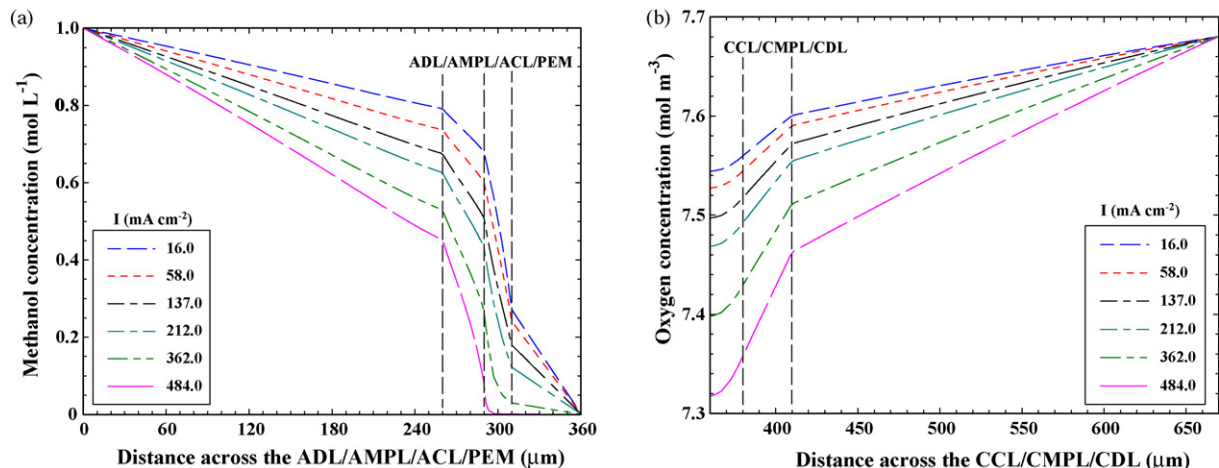 (a)
Methanol concentration (mol L⁻¹)
1.0
0.8
0.6
0.4
0.2
0
ADL/AMPL/ACL/PEM
I (mA cm⁻²)
16.0
58.0
137.0
212.0
362.0
484.0
0 60 120 180 240 300 360
Distance across the ADL/AMPL/ACL/PEM (μm)
(b)
Oxygen concentration (mol m⁻³)
7.7
7.6
7.5
7.4
7.3
CCL/CMPL/CDL
I (mA cm⁻²)
16.0
58.0
137.0
212.0
362.0
484.0
400 450 500 550 600 650
Distance across the CCL/CMPL/CDL (μm)